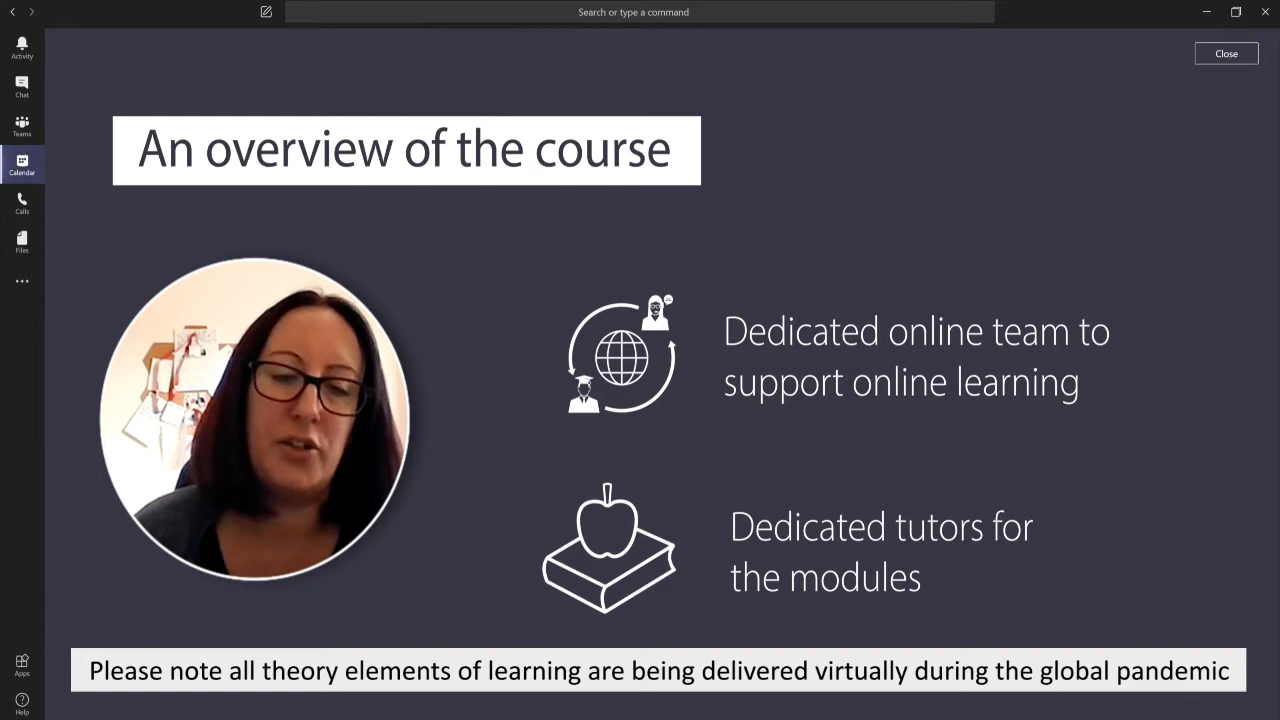 Search or type a command
Activity
Chat
Teams
Calendar
Calls
Files
Apps
Help
Close
An overview of the course
Dedicated online team to
support online learning
Dedicated tutors for
the modules
Please note all theory elements of learning are being delivered virtually during the global pandemic